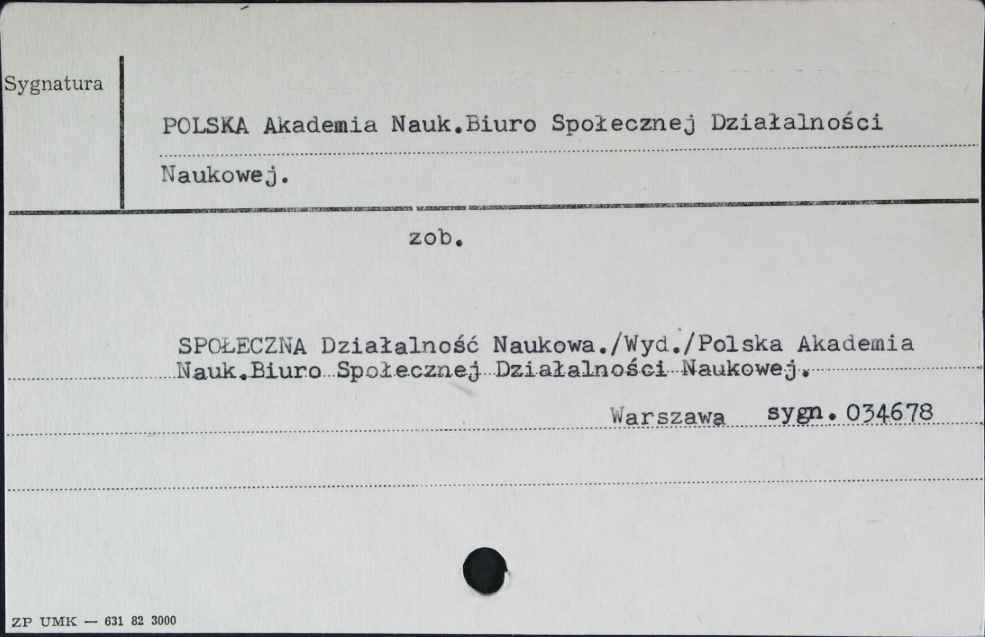 Sygnatura
POLSKA Akademia Nauk.Biuro Społecznej Działalności
Naukowej.
zob.
SPOŁECZNA Działalność Naukowa./Wyd./Polska Akademia
Nauk.Biuro Społecznej Działalności Naukowej.
Warszawa sygn. 034678
ZP UMK — 631 82 3000